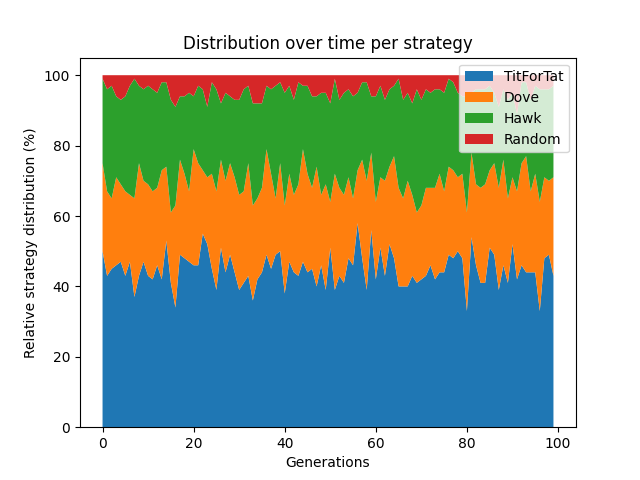 Distribution over time per strategy
Relative strategy distribution (%)
100
80
60
40
20
0
TitForTat
Dove
Hawk
Random
0 20 40 60 80 100
Generations